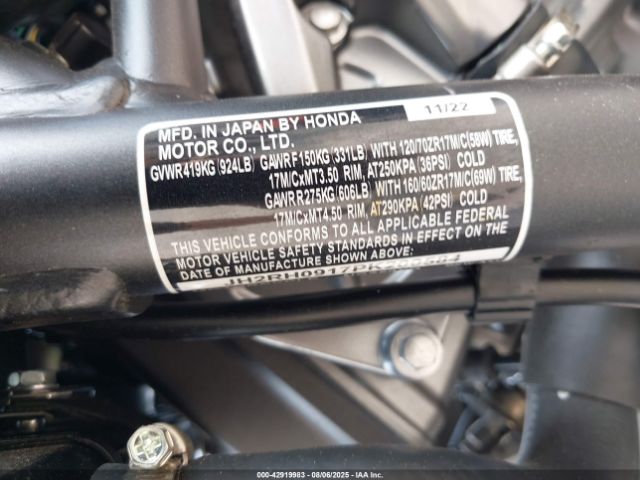 11/22
MFD. IN JAPAN BY HONDA
MOTOR CO., LTD.
GVWR419KG (924LB) GAWRF150KG (331LB) WITH 120/70ZR17M/C(58W) TIRE,
17M/CxMT3.50 RIM, AT250KPA (36PSI) COLD
GAWRR275KG (606LB) WITH 160/60ZR17M/C(69W) TIRE,
17M/CxMT4.50 RIM, AT290KPA (42PSI) COLD
THIS VEHICLE CONFORMS TO ALL APPLICABLE FEDERAL
MOTOR VEHICLE SAFETY STANDARDS IN EFFECT ON THE
DATE OF MANUFACTURE SHOWN ABOVE.
000-42919983 - 08/06/2025 - IAAI/IAAC